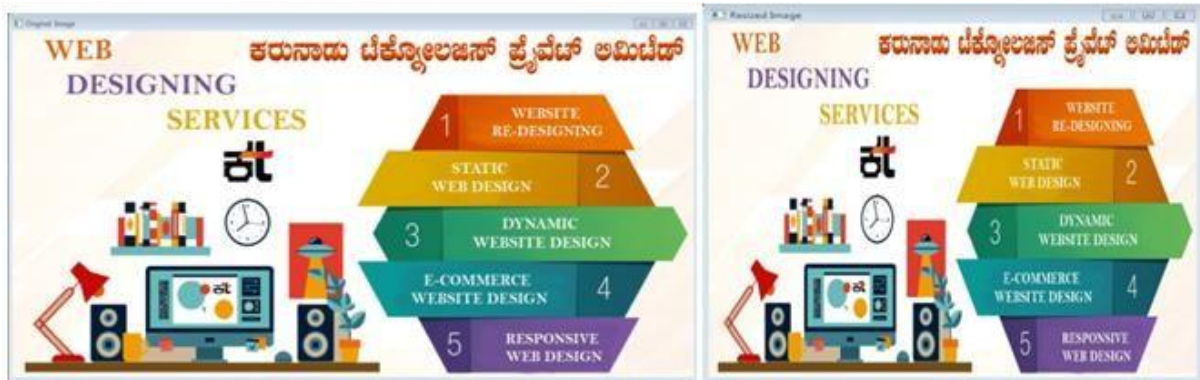 Original Image
WEB
DESIGNING
SERVICES
ಕರುನಾಡು ಟೆಕ್ನೋಲಜಿಸ್ ಪ್ರೈವೆಟ್ ಲಿಮಿಟೆಡ್
1 WEBSITE
RE-DESIGNING
STATIC
WEB DESIGN 2
3 DYNAMIC
WEBSITE DESIGN
E-COMMERCE
WEBSITE DESIGN 4
5 RESPONSIVE
WEB DESIGN
Resized Image
WEB
DESIGNING
SERVICES
ಕರುನಾಡು ಟೆಕ್ನೋಲಜಿಸ್ ಪ್ರೈವೆಟ್ ಲಿಮಿಟೆಡ್
1 WEBSITE
RE-DESIGNING
STATIC
WEB DESIGN 2
3 DYNAMIC
WEBSITE DESIGN
E-COMMERCE
WEBSITE DESIGN 4
5 RESPONSIVE
WEB DESIGN